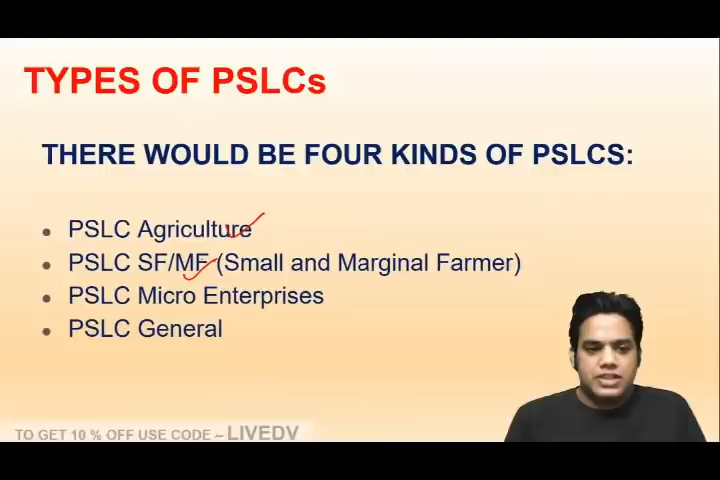 TYPES OF PSLCs
THERE WOULD BE FOUR KINDS OF PSLCS:
• PSLC Agriculture
• PSLC SF/MF (Small and Marginal Farmer)
• PSLC Micro Enterprises
• PSLC General
TO GET 10 % OFF USE CODE – LIVEDV